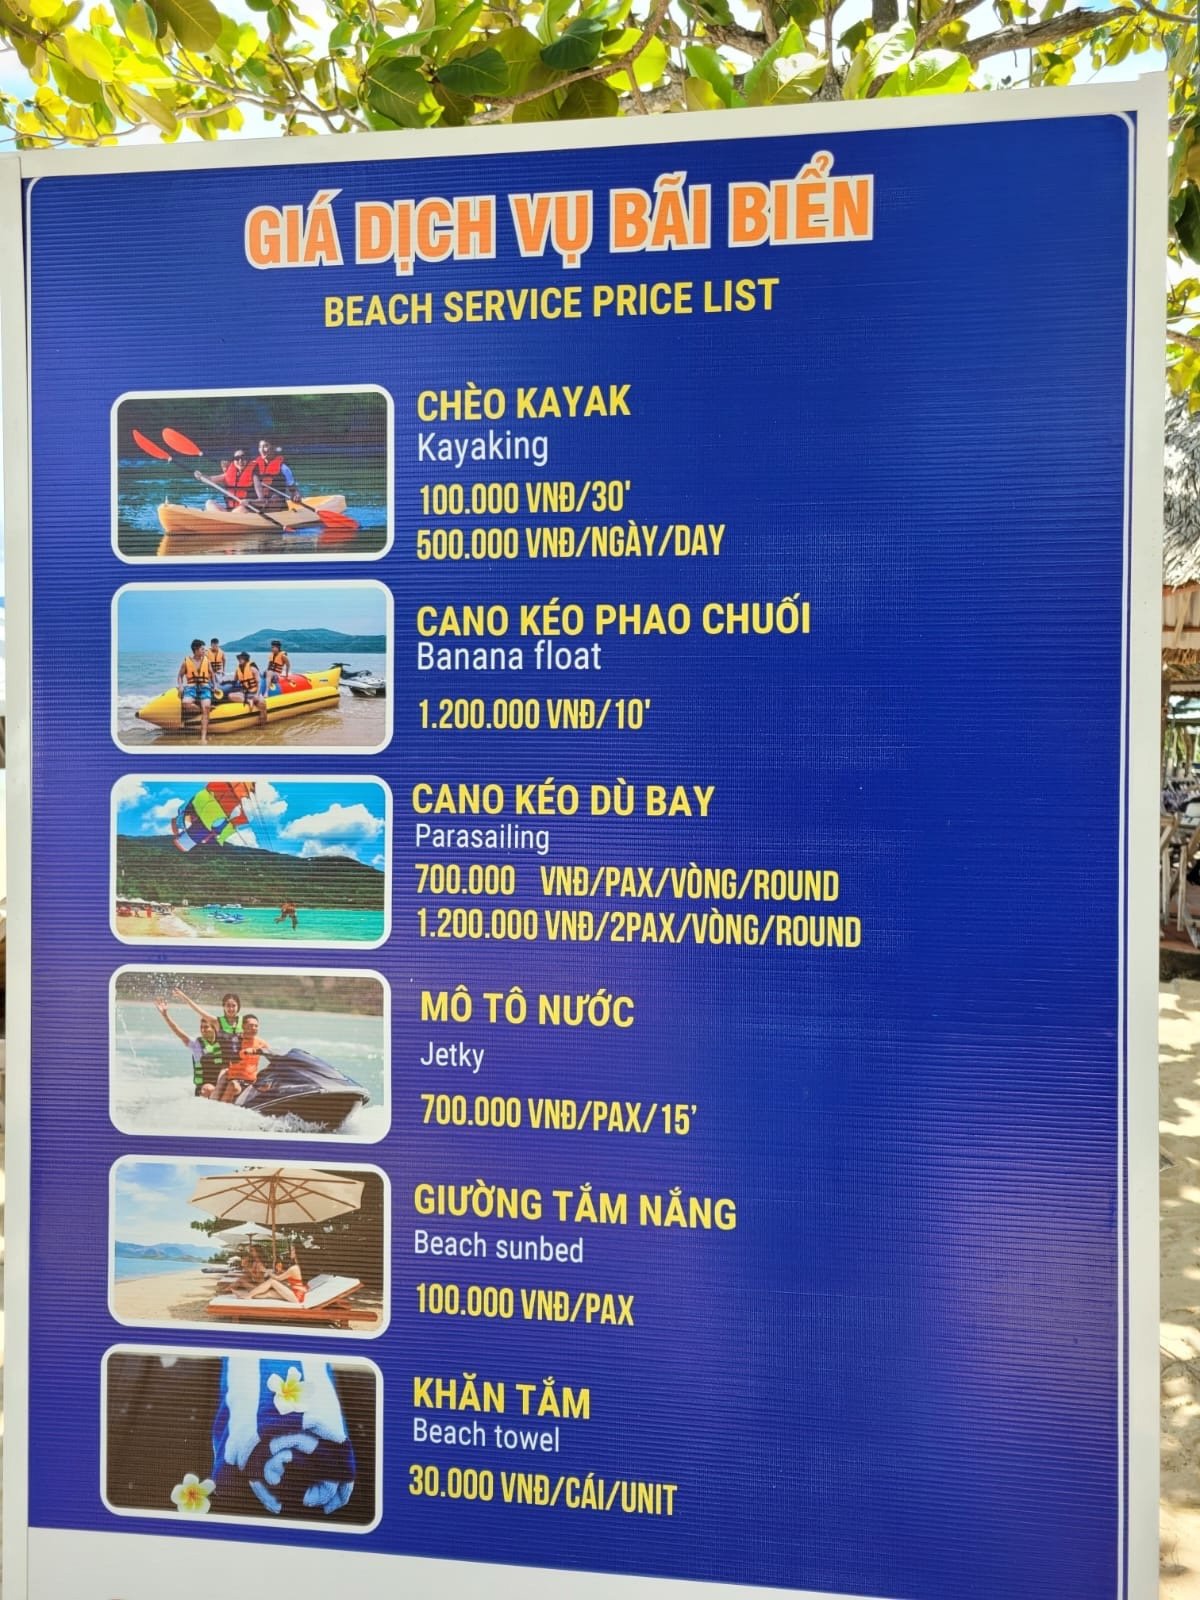 GIÁ DỊCH VỤ BÃI BIỂN
BEACH SERVICE PRICE LIST
CHÈO KAYAK
Kayaking
100.000 VNĐ/30'
500.000 VNĐ/NGÀY/DAY
CANO KÉO PHAO CHUỐI
Banana float
1.200.000 VNĐ/10'
CANO KÉO DÙ BAY
Parasailing
700.000 VNĐ/PAX/VÒNG/ROUND
1.200.000 VNĐ/2PAX/VÒNG/ROUND
MÔ TÔ NƯỚC
Jetky
700.000 VNĐ/PAX/15’
GIƯỜNG TẮM NẮNG
Beach sunbed
100.000 VNĐ/PAX
KHĂN TẮM
Beach towel
30.000 VNĐ/CÁI/UNIT